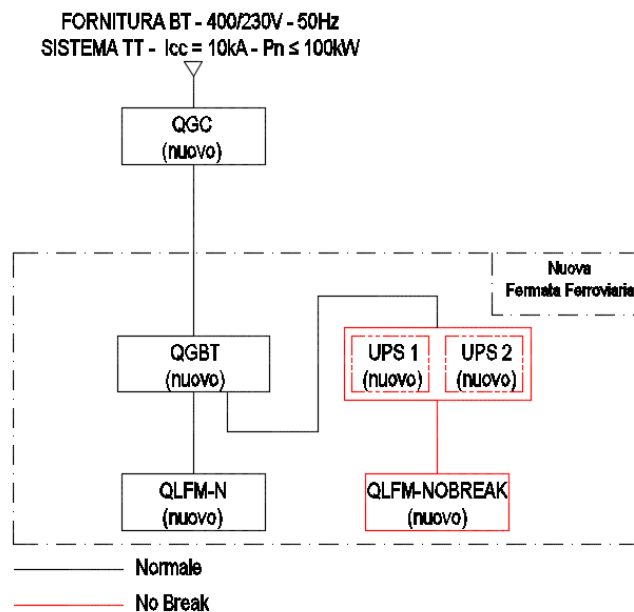 FORNITURA BT - 400/230V - 50Hz
SISTEMA TT - Icc = 10kA - Pn ≤ 100kW
QGC
(nuovo)
Nuova
Fermata Ferroviaria
QGBT
(nuovo)
UPS 1
(nuovo)
UPS 2
(nuovo)
QLFM-N
(nuovo)
QLFM-NOBREAK
(nuovo)
Normale
No Break